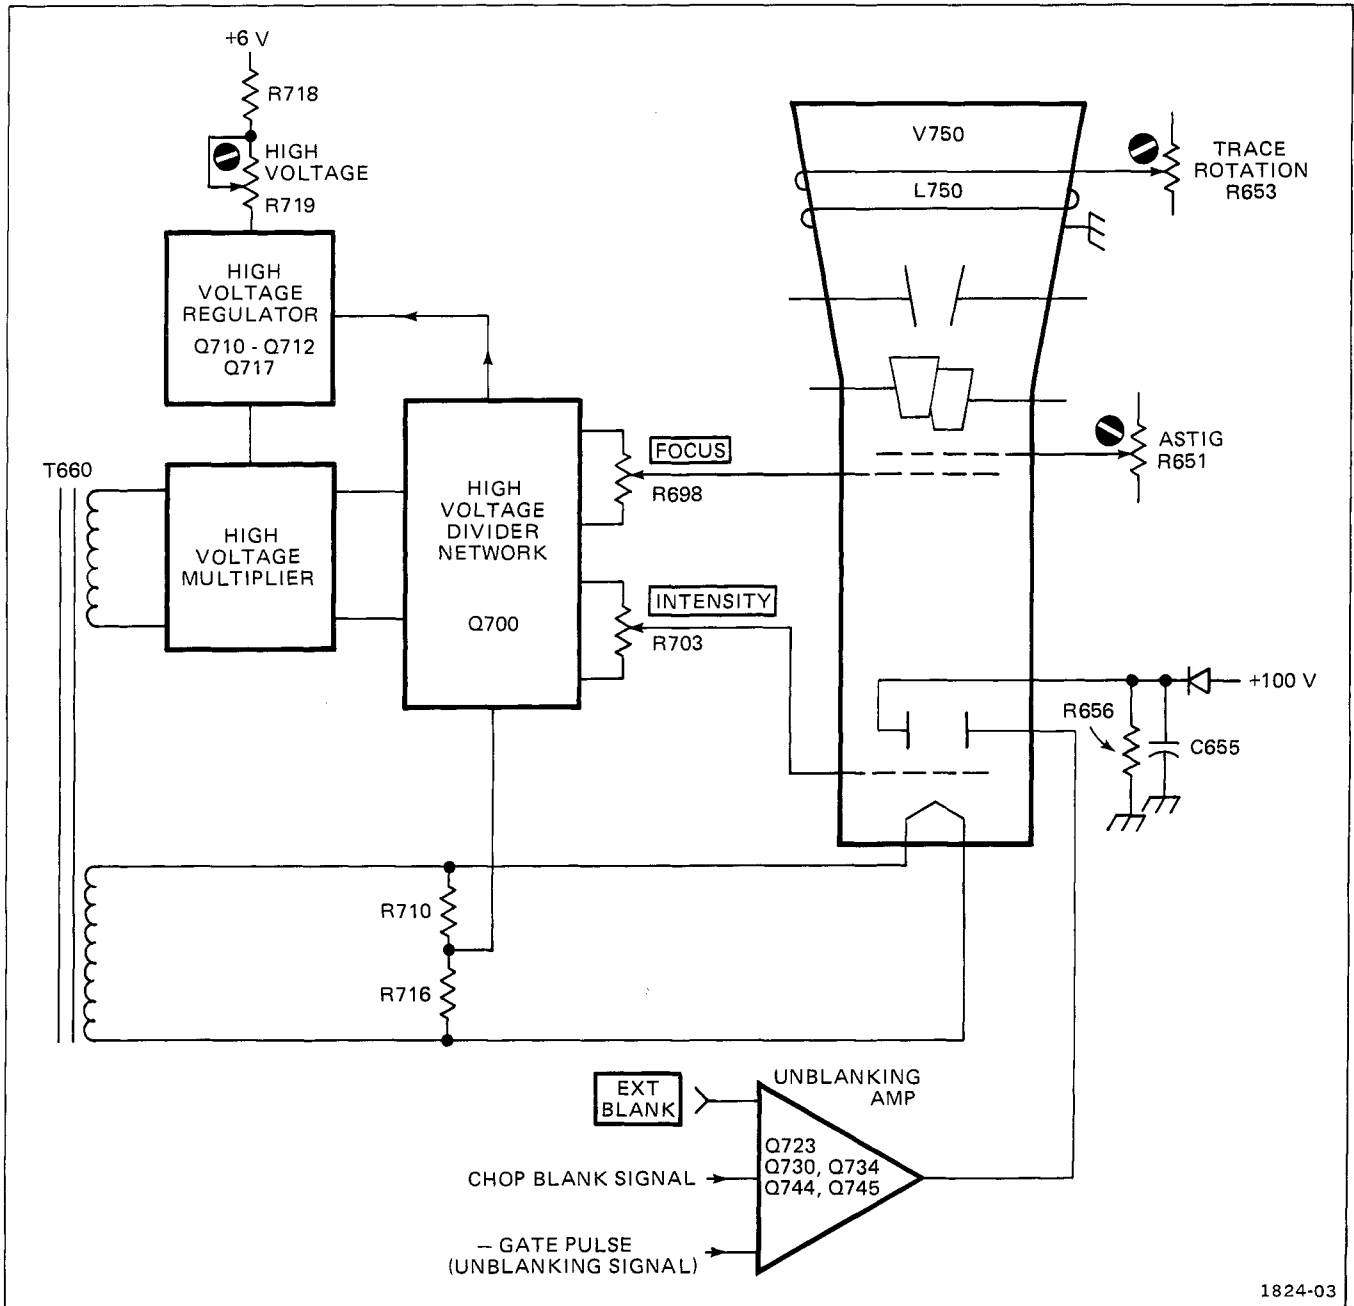 +6 V
R718
HIGH
VOLTAGE
R719
HIGH
VOLTAGE
REGULATOR
Q710 - Q712
Q717
T660
HIGH
VOLTAGE
MULTIPLIER
HIGH
VOLTAGE
DIVIDER
NETWORK
Q700
FOCUS
R698
INTENSITY
R703
V750
L750
TRACE
ROTATION
R653
ASTIG
R651
+100 V
R656
C655
R710
R716
EXT
BLANK
UNBLANKING
AMP
Q723
Q730, Q734
Q744, Q745
CHOP BLANK SIGNAL
— GATE PULSE
(UNBLANKING SIGNAL)
1824-03